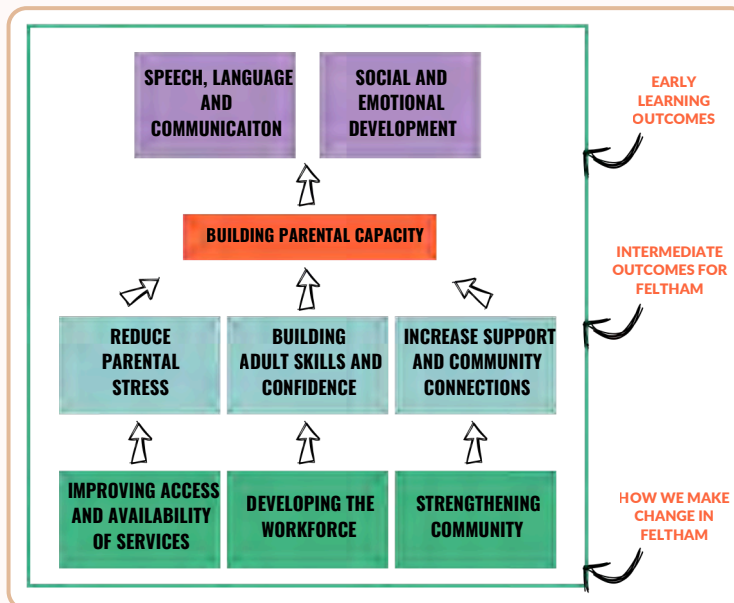 SPEECH, LANGUAGE
AND
COMMUNICAITON
SOCIAL AND
EMOTIONAL
DEVELOPMENT
EARLY
LEARNING
OUTCOMES
BUILDING PARENTAL CAPACITY
INTERMEDIATE
OUTCOMES FOR
FELTHAM
REDUCE
PARENTAL
STRESS
BUILDING
ADULT SKILLS AND
CONFIDENCE
INCREASE SUPPORT
AND COMMUNITY
CONNECTIONS
IMPROVING ACCESS
AND AVAILABILITY
OF SERVICES
DEVELOPING THE
WORKFORCE
STRENGTHENING
COMMUNITY
HOW WE MAKE
CHANGE IN
FELTHAM